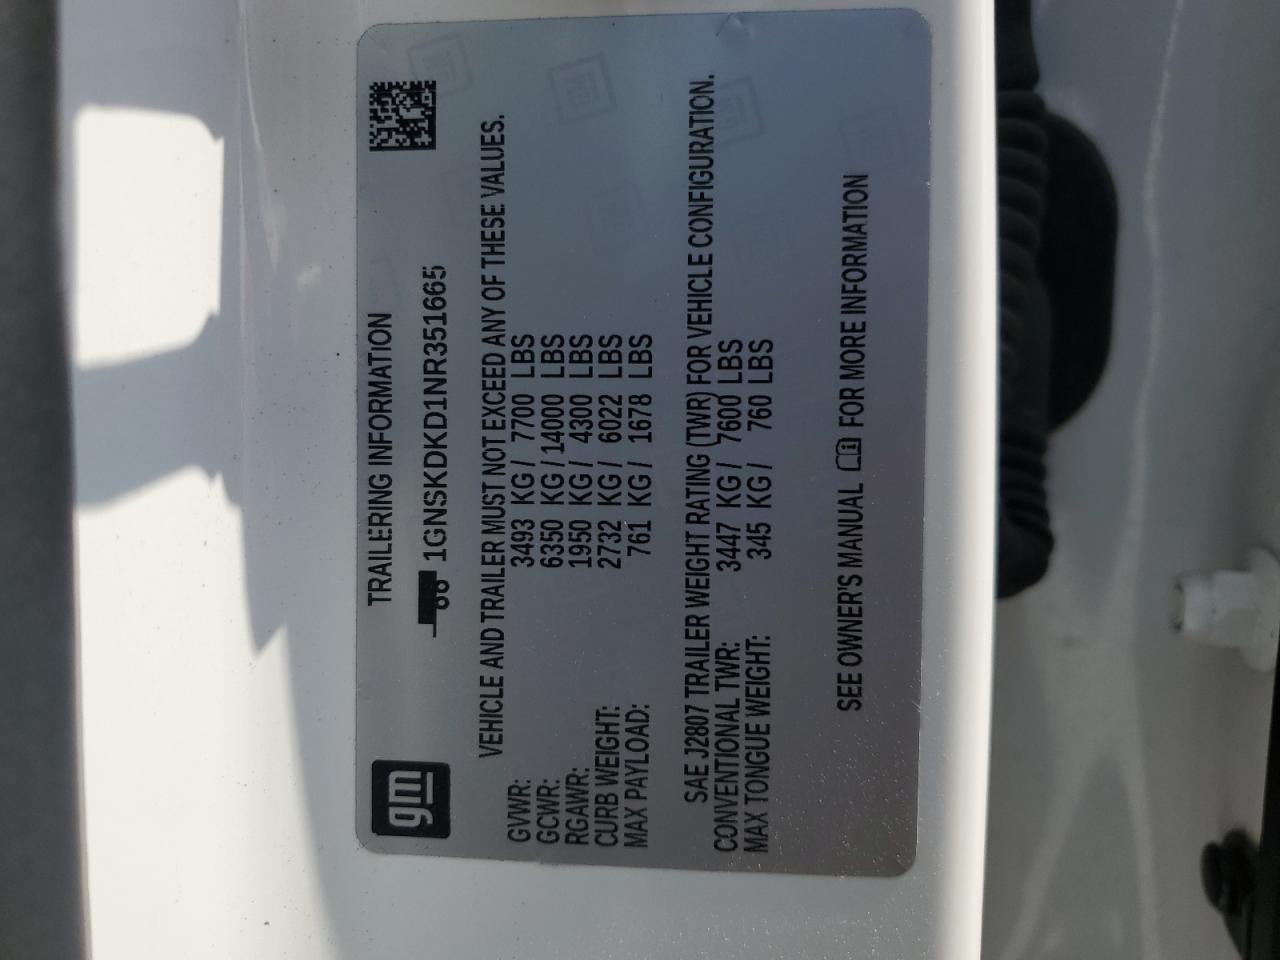 gm
TRAILERING INFORMATION
1GNSKDKD1NR351665
VEHICLE AND TRAILER MUST NOT EXCEED ANY OF THESE VALUES.
GVWR: 3493 KG / 7700 LBS
GCWR: 6350 KG / 14000 LBS
RGAWR: 1950 KG / 4300 LBS
CURB WEIGHT: 2732 KG / 6022 LBS
MAX PAYLOAD: 761 KG / 1678 LBS
SAE J2807 TRAILER WEIGHT RATING (TWR) FOR VEHICLE CONFIGURATION.
CONVENTIONAL TWR: 3447 KG / 7600 LBS
MAX TONGUE WEIGHT: 345 KG / 760 LBS
SEE OWNER'S MANUAL FOR MORE INFORMATION